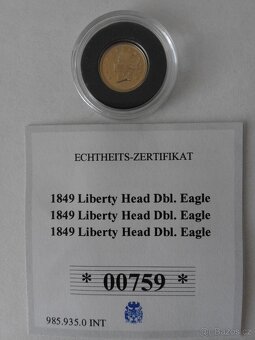 ECHTHEITS-ZERTIFIKAT
1849 Liberty Head Dbl. Eagle
1849 Liberty Head Dbl. Eagle
1849 Liberty Head Dbl. Eagle
* 00759 *
985.935.0 INT